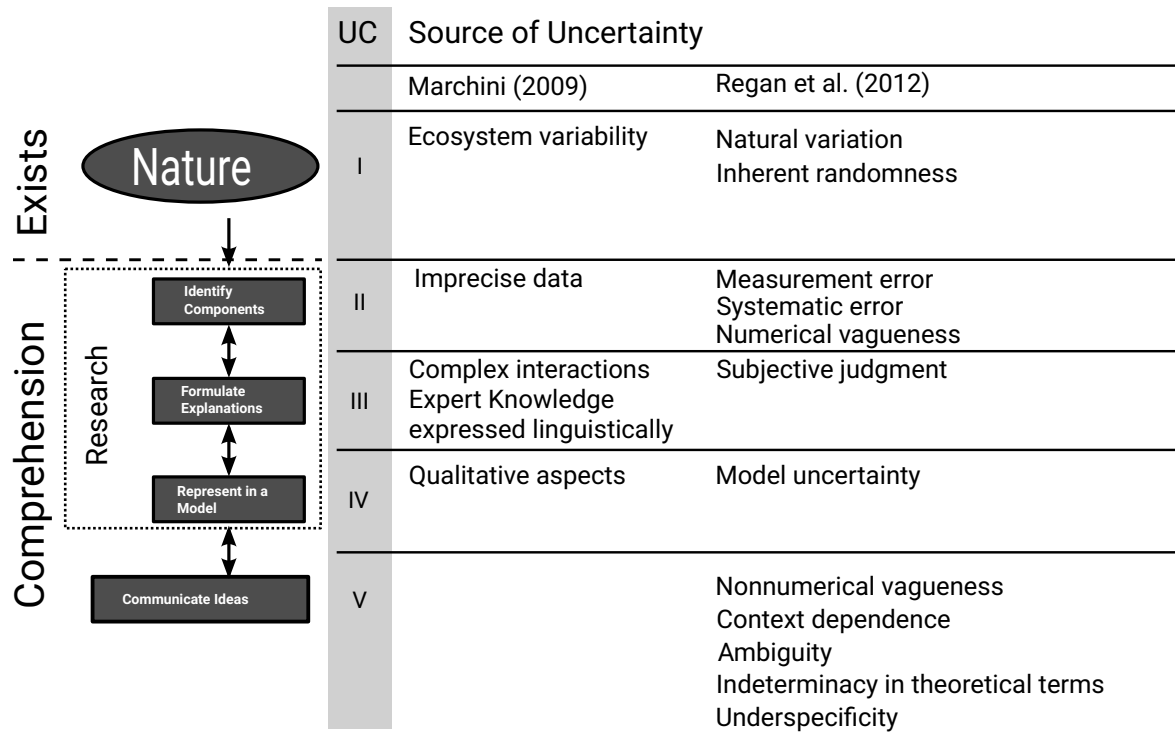 UC Source of Uncertainty
Marchini (2009) Regan et al. (2012)
Exists
Nature
I
Ecosystem variability
Natural variation
Inherent randomness
Comprehension
Research
Identify
Components
II
Imprecise data
Measurement error
Systematic error
Numerical vagueness
Formulate
Explanations
III
Complex interactions
Expert Knowledge
expressed linguistically
Subjective judgment
Represent in a
Model
IV
Qualitative aspects
Model uncertainty
Communicate Ideas
V
Nonnumerical vagueness
Context dependence
Ambiguity
Indeterminacy in theoretical terms
Underspecificity